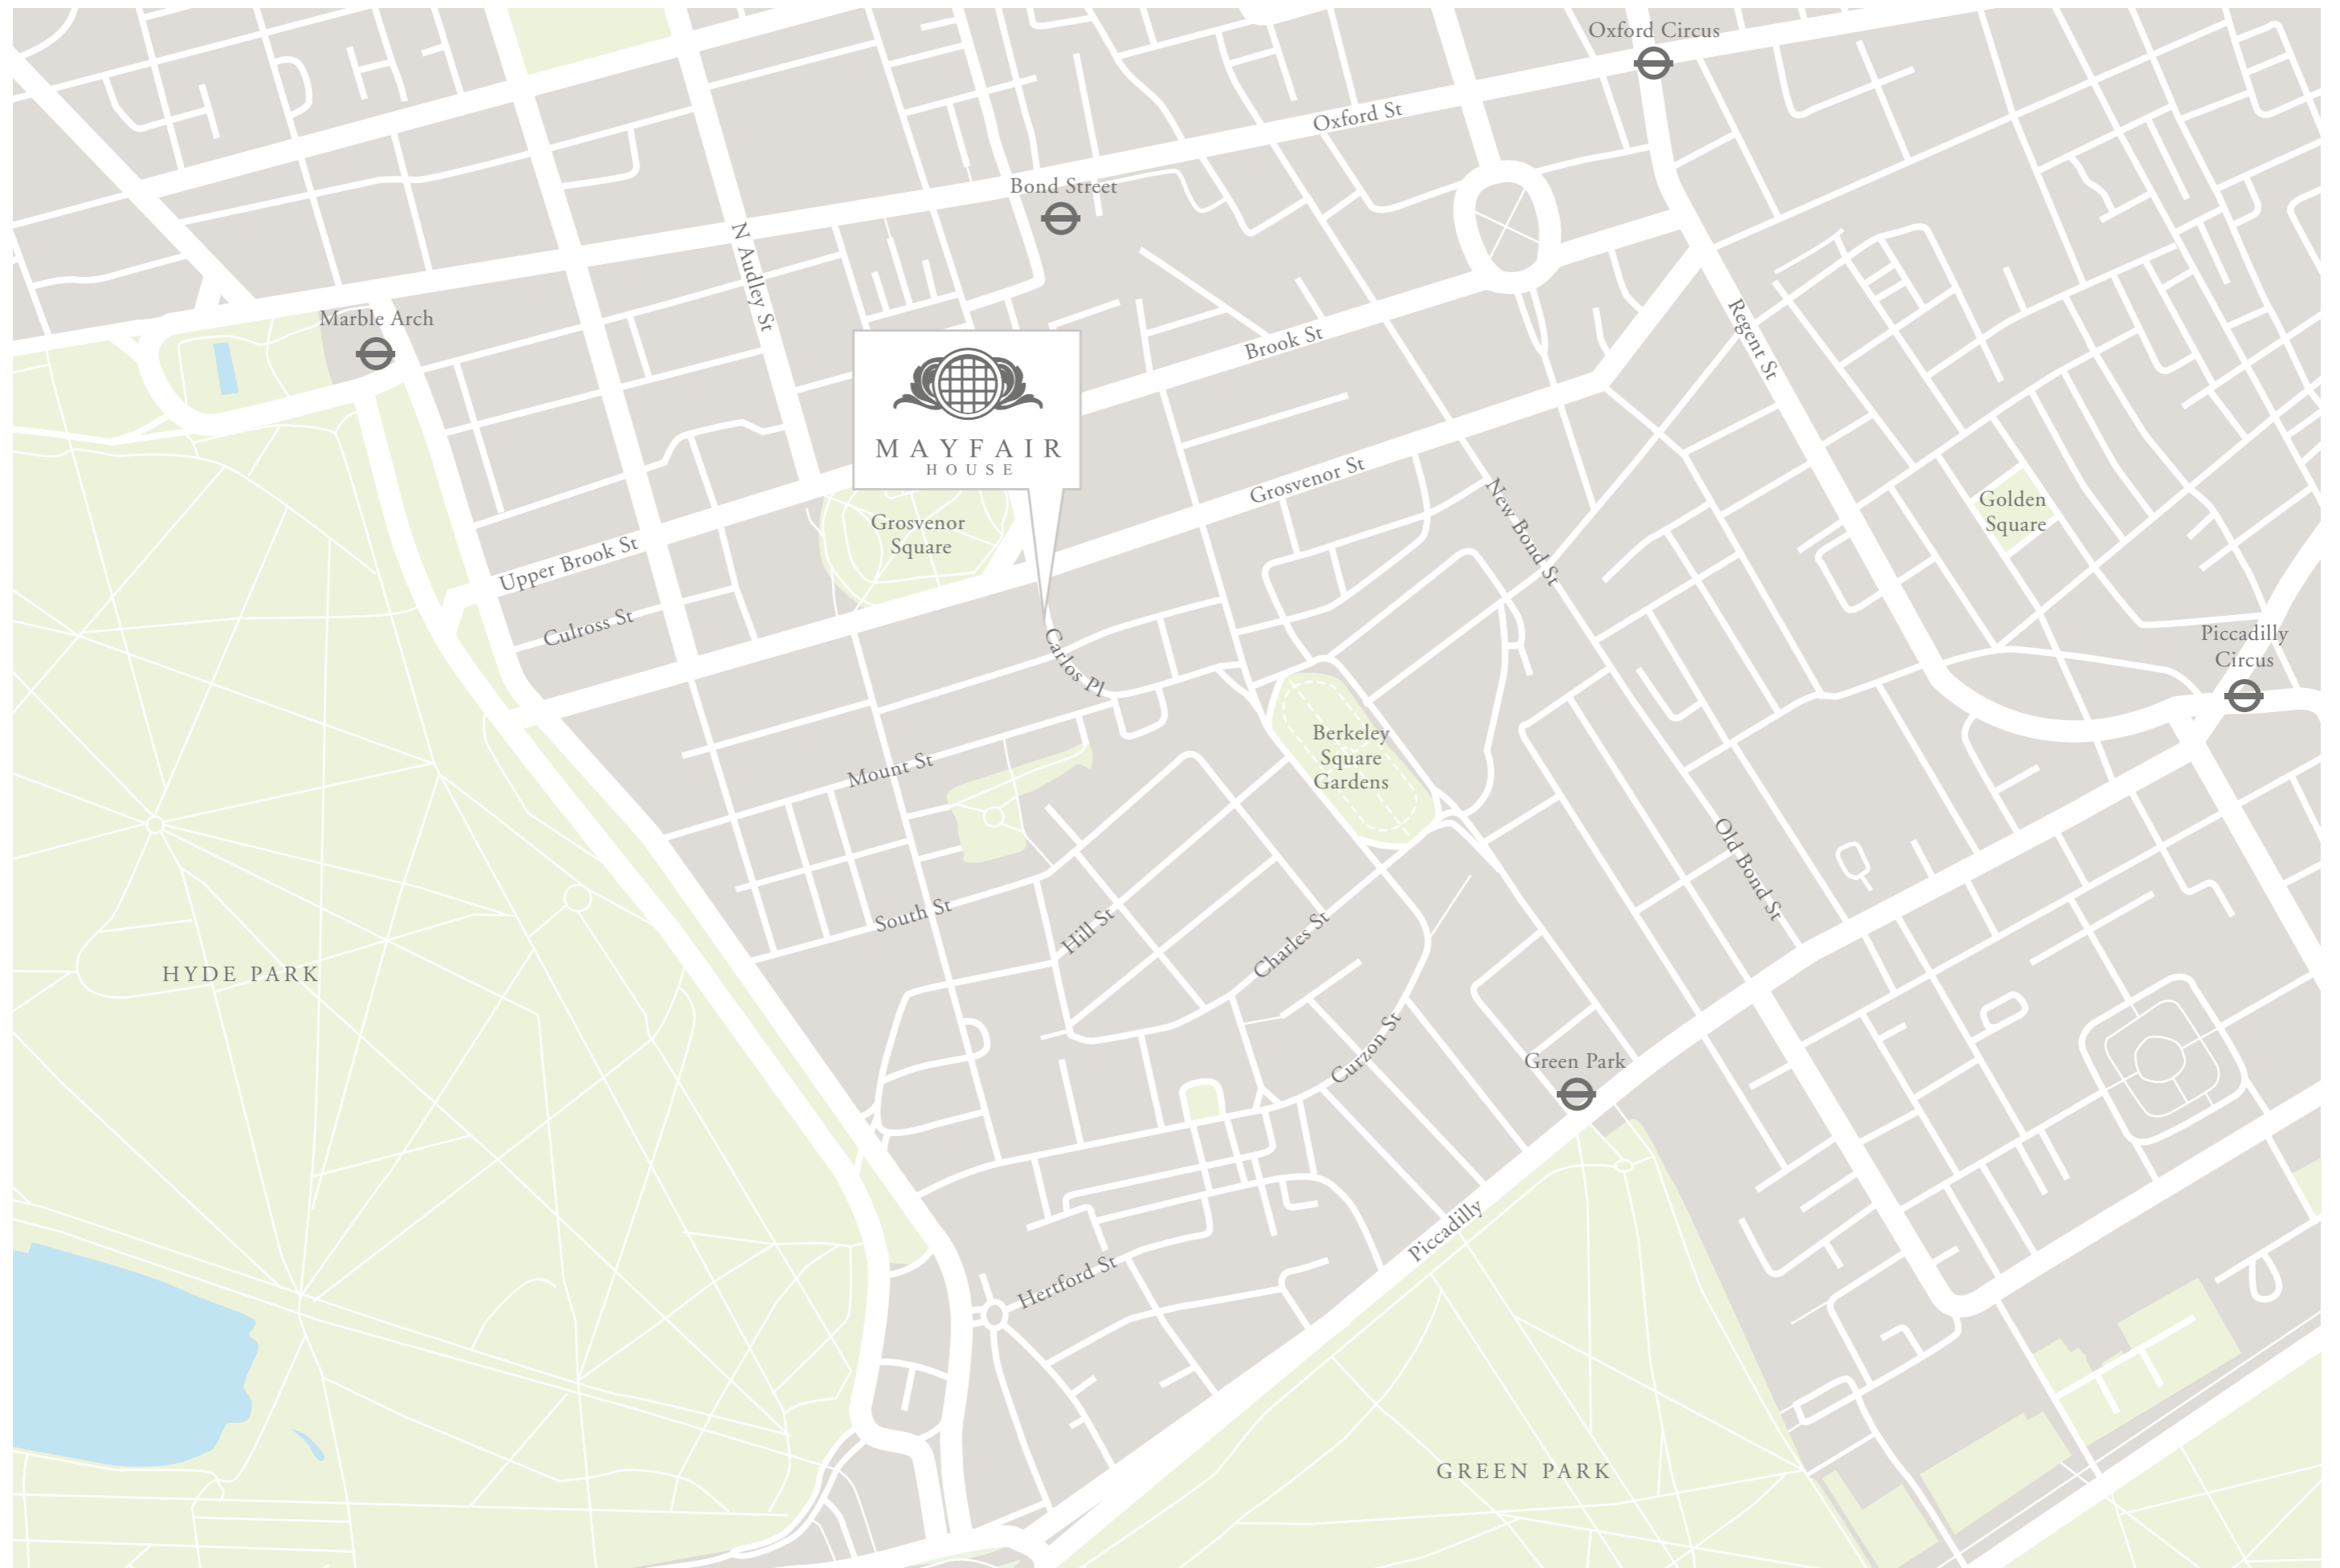 Oxford Circus
Oxford St
Bond Street
N Audley St
Marble Arch
Regent St
Brook St
MAYFAIR
HOUSE
Grosvenor St
New Bond St
Golden
Square
Grosvenor
Square
Upper Brook St
Culross St
Carlos Pl
Piccadilly
Circus
Berkeley
Square
Gardens
Mount St
Old Bond St
South St
Hill St
Charles St
HYDE PARK
Curzon St
Green Park
Piccadilly
Hertford St
GREEN PARK